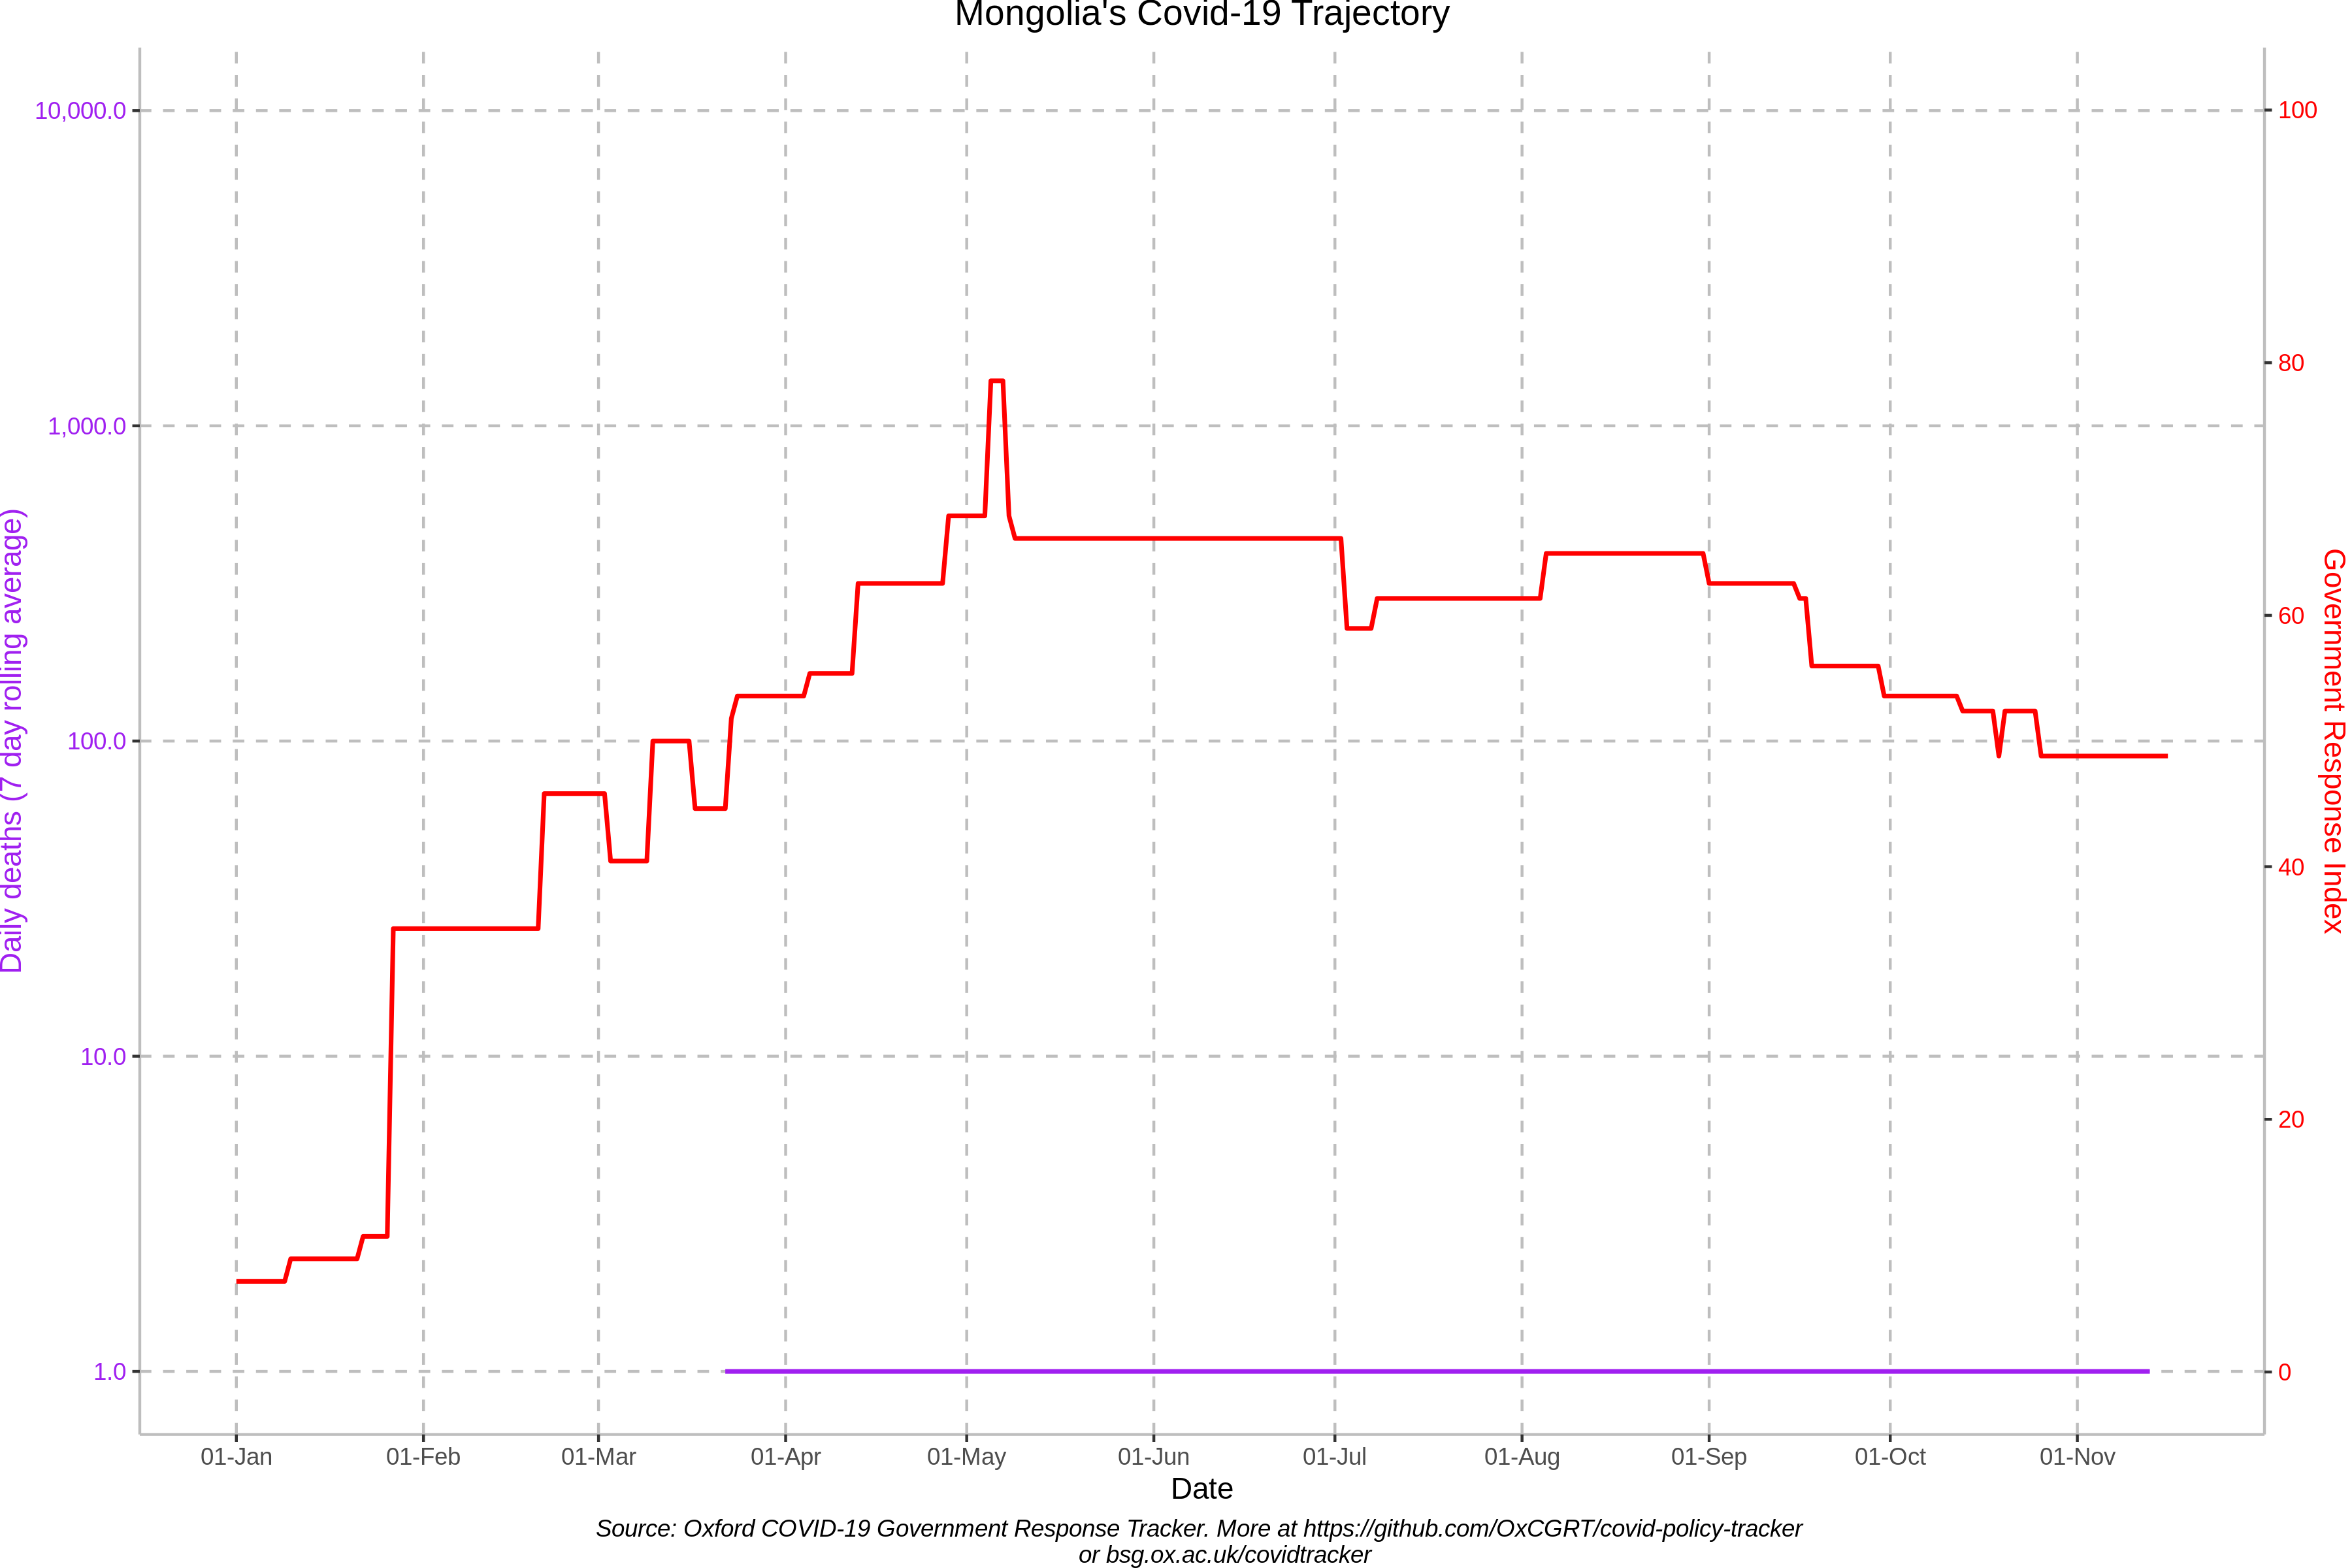 Mongolia's Covid-19 Trajectory
10,000.0
1,000.0
100.0
10.0
1.0
Daily deaths (7 day rolling average)
100
80
60
40
20
0
Government Response Index
01-Jan 01-Feb 01-Mar 01-Apr 01-May 01-Jun 01-Jul 01-Aug 01-Sep 01-Oct 01-Nov
Date
Source: Oxford COVID-19 Government Response Tracker. More at https://github.com/OxCGRT/covid-policy-tracker
or bsg.ox.ac.uk/covidtracker